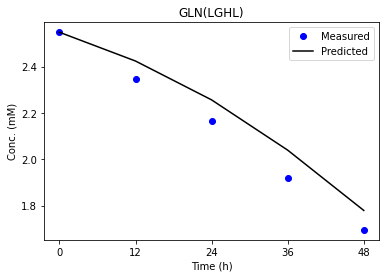 GLN(LGHL)
Measured
Predicted
2.4
2.2
2.0
1.8
Conc. (mM)
0 12 24 36 48
Time (h)